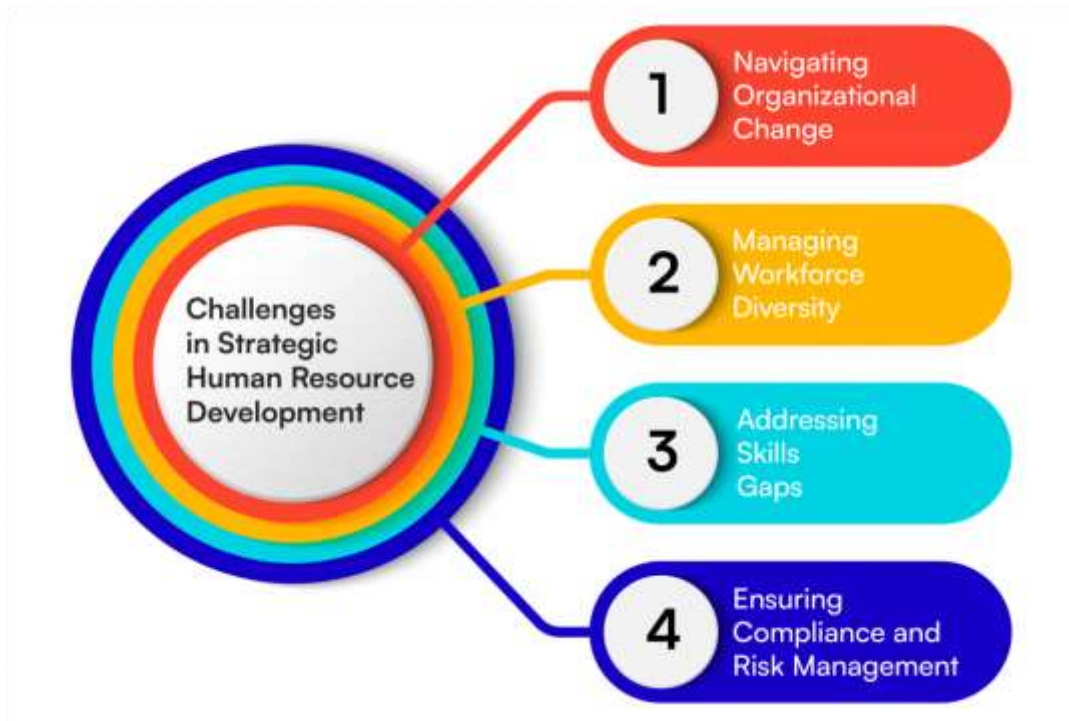 Challenges
in Strategic
Human Resource
Development
1
Navigating
Organizational
Change
2
Managing
Workforce
Diversity
3
Addressing
Skills
Gaps
4
Ensuring
Compliance and
Risk Management